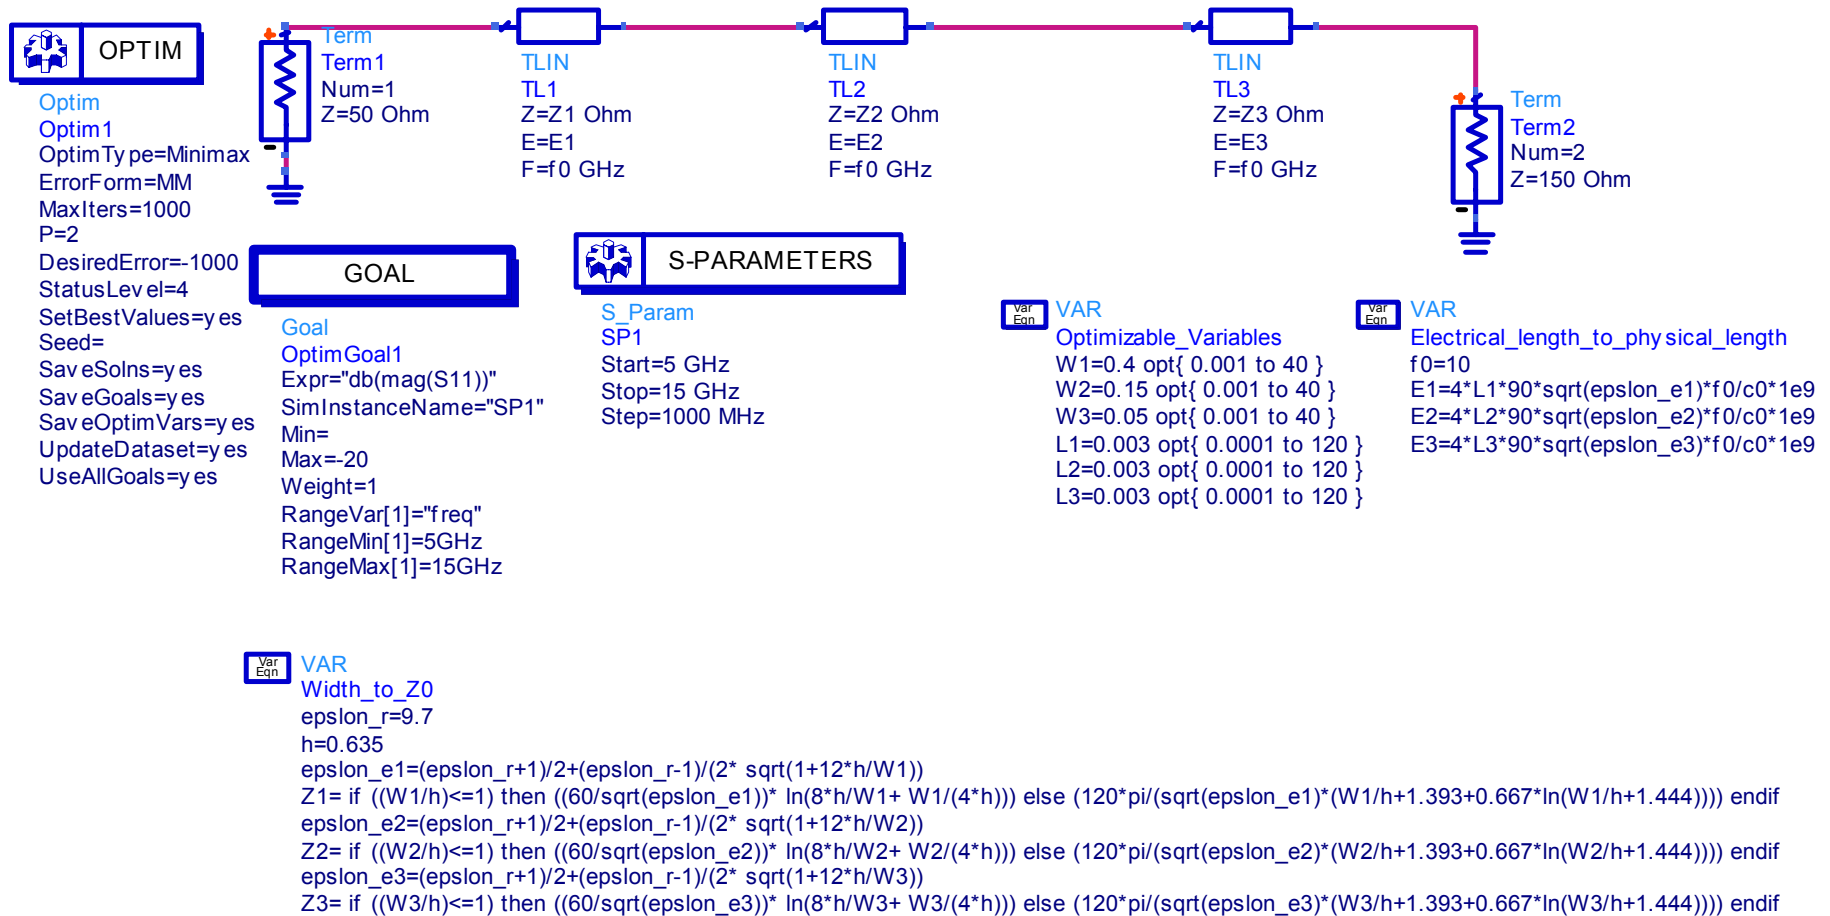 OPTIM
Optim
Optim1
OptimType=Minimax
ErrorForm=MM
MaxIters=1000
P=2
DesiredError=-1000
StatusLevel=4
SetBestValues=yes
Seed=
SaveSolns=yes
SaveGoals=yes
SaveOptimVars=yes
UpdateDataset=yes
UseAllGoals=yes
Term
Term1
Num=1
Z=50 Ohm
TLIN
TL1
Z=Z1 Ohm
E=E1
F=f0 GHz
TLIN
TL2
Z=Z2 Ohm
E=E2
F=f0 GHz
TLIN
TL3
Z=Z3 Ohm
E=E3
F=f0 GHz
Term
Term2
Num=2
Z=150 Ohm
GOAL
Goal
OptimGoal1
Expr="db(mag(S11))"
SimInstanceName="SP1"
Min=
Max=-20
Weight=1
RangeVar[1]="freq"
RangeMin[1]=5GHz
RangeMax[1]=15GHz
S-PARAMETERS
S_Param
SP1
Start=5 GHz
Stop=15 GHz
Step=1000 MHz
Var
Eqn
VAR
Optimizable_Variables
W1=0.4 opt{ 0.001 to 40 }
W2=0.15 opt{ 0.001 to 40 }
W3=0.05 opt{ 0.001 to 40 }
L1=0.003 opt{ 0.0001 to 120 }
L2=0.003 opt{ 0.0001 to 120 }
L3=0.003 opt{ 0.0001 to 120 }
Var
Eqn
VAR
Electrical_length_to_physical_length
f0=10
E1=4*L1*90*sqrt(epslon_e1)*f0/c0*1e9
E2=4*L2*90*sqrt(epslon_e2)*f0/c0*1e9
E3=4*L3*90*sqrt(epslon_e3)*f0/c0*1e9
Var
Eqn
VAR
Width_to_Z0
epslon_r=9.7
h=0.635
epslon_e1=(epslon_r+1)/2+(epslon_r-1)/(2* sqrt(1+12*h/W1))
Z1= if ((W1/h)<=1) then ((60/sqrt(epslon_e1))* ln(8*h/W1+ W1/(4*h))) else (120*pi/(sqrt(epslon_e1)*(W1/h+1.393+0.667*ln(W1/h+1.444)))) endif
epslon_e2=(epslon_r+1)/2+(epslon_r-1)/(2* sqrt(1+12*h/W2))
Z2= if ((W2/h)<=1) then ((60/sqrt(epslon_e2))* ln(8*h/W2+ W2/(4*h))) else (120*pi/(sqrt(epslon_e2)*(W2/h+1.393+0.667*ln(W2/h+1.444)))) endif
epslon_e3=(epslon_r+1)/2+(epslon_r-1)/(2* sqrt(1+12*h/W3))
Z3= if ((W3/h)<=1) then ((60/sqrt(epslon_e3))* ln(8*h/W3+ W3/(4*h))) else (120*pi/(sqrt(epslon_e3)*(W3/h+1.393+0.667*ln(W3/h+1.444)))) endif